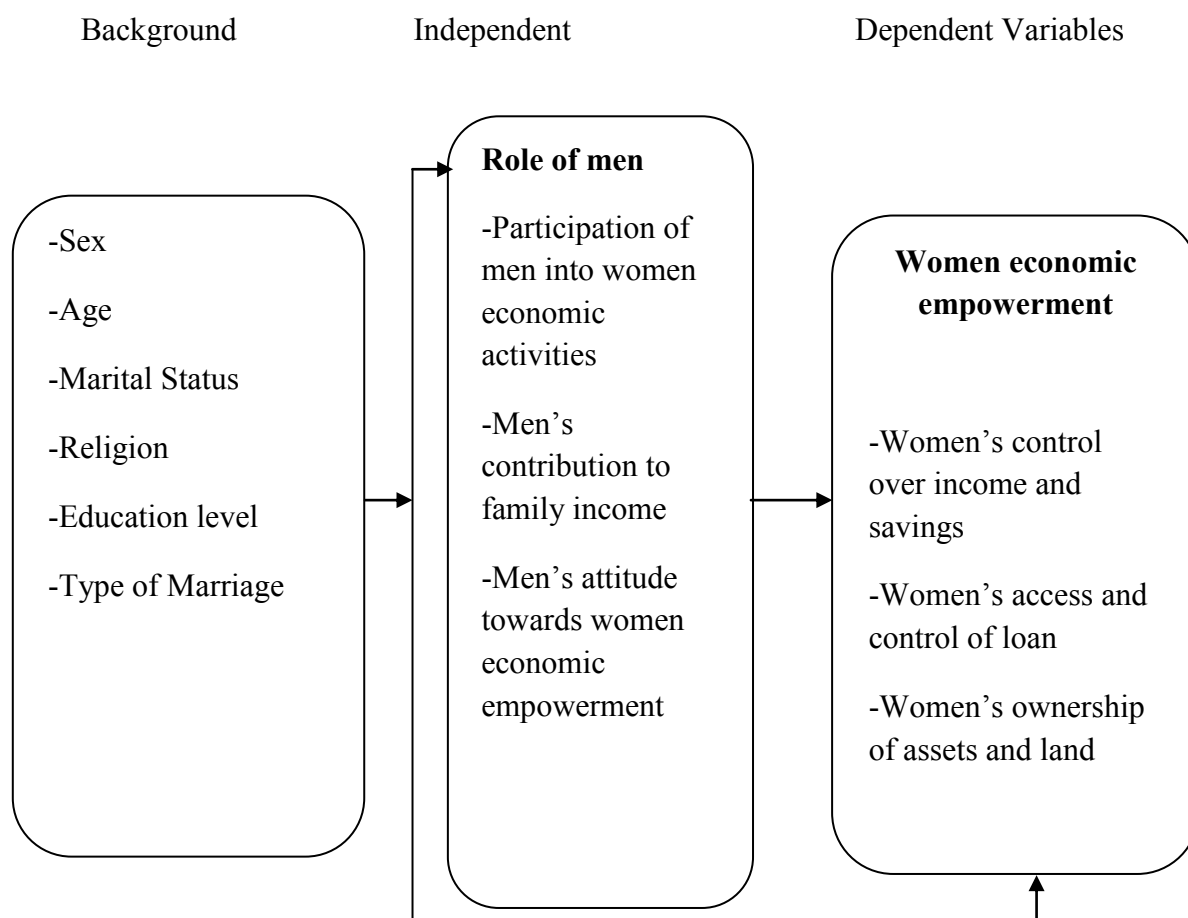 Background Independent Dependent Variables
-Sex
-Age
-Marital Status
-Religion
-Education level
-Type of Marriage
Role of men
-Participation of
men into women
economic
activities
-Men’s
contribution to
family income
-Men’s attitude
towards women
economic
empowerment
Women economic
empowerment
-Women’s control
over income and
savings
-Women’s access and
control of loan
-Women’s ownership
of assets and land